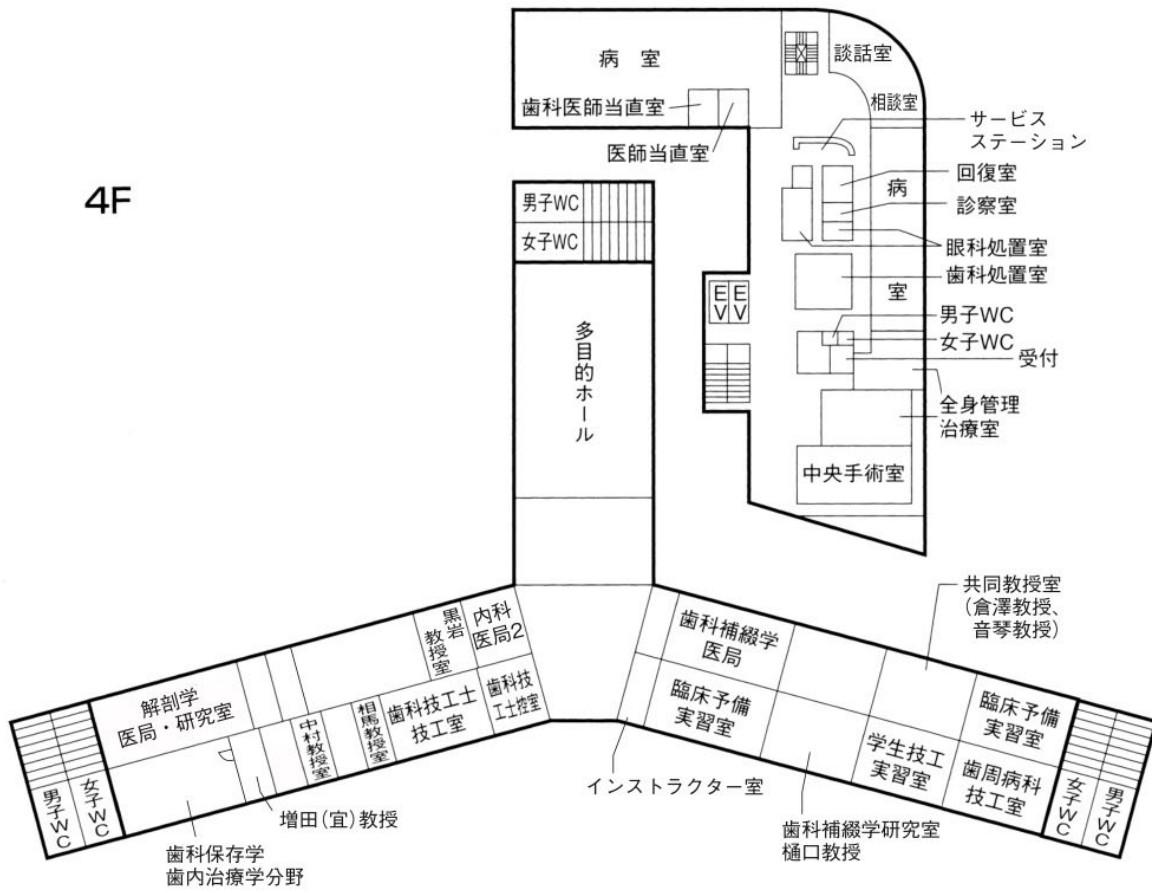 4F
病室
談話室
歯科医師当直室
相談室
医師当直室
サービス
ステーション
回復室
診察室
病室
眼科処置室
歯科処置室
男子WC
女子WC
EV
EV
男子WC
女子WC
受付
全身管理
治療室
多目的ホール
中央手術室
共同教授室
(倉澤教授、
音琴教授)
黒岩
教授室
内科
医局2
歯科補綴学
医局
解剖学
医局・研究室
中村教授室
相馬教授室
歯科技工士
技工室
歯科技
工士控室
臨床予備
実習室
臨床予備
実習室
学生技工
実習室
歯周病科
技工室
男子WC
女子WC
女子WC
男子WC
インストラクター室
増田(宜)教授
歯科保存学
歯内治療学分野
歯科補綴学研究室
樋口教授